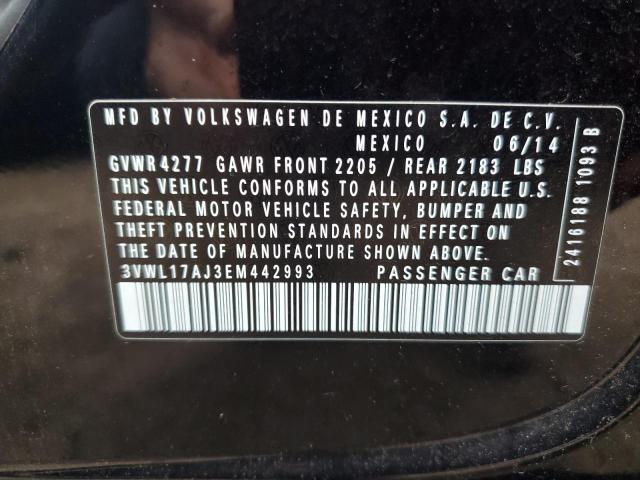 MFD BY VOLKSWAGEN DE MEXICO S.A. DE C.V.
MEXICO 06/14
GVWR4277 GAWR FRONT 2205 / REAR 2183 LBS
THIS VEHICLE CONFORMS TO ALL APPLICABLE U.S.
FEDERAL MOTOR VEHICLE SAFETY, BUMPER AND
THEFT PREVENTION STANDARDS IN EFFECT ON
THE DATE OF MANUFACTURE SHOWN ABOVE.
3VWL17AJ3EM442993 PASSENGER CAR
2416188 1093 B